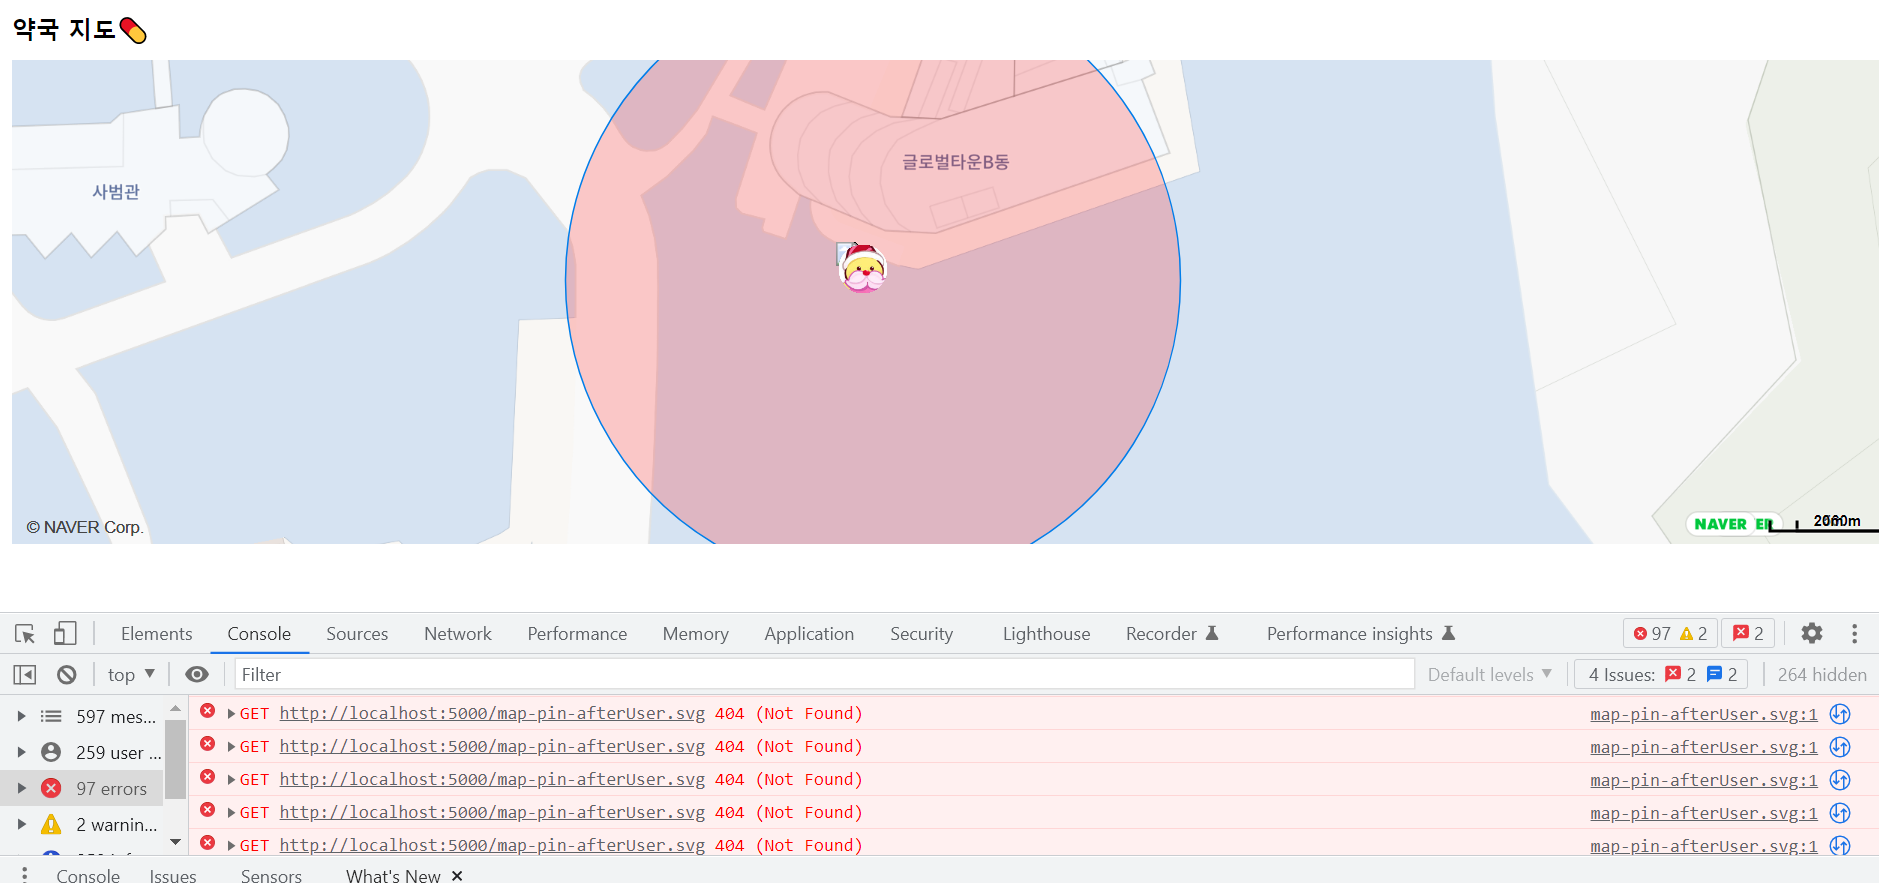 약국 지도💊
사범관
글로벌타운B동
© NAVER Corp.
NAVER
Elements Console Sources Network Performance Memory Application Security Lighthouse Recorder Performance insights 97 2 2
top Filter Default levels 4 Issues: 2 2 264 hidden
597 mes...
259 user ...
97 errors
2 warnin...
GET http://localhost:5000/map-pin-afterUser.svg 404 (Not Found) map-pin-afterUser.svg:1
GET http://localhost:5000/map-pin-afterUser.svg 404 (Not Found) map-pin-afterUser.svg:1
GET http://localhost:5000/map-pin-afterUser.svg 404 (Not Found) map-pin-afterUser.svg:1
GET http://localhost:5000/map-pin-afterUser.svg 404 (Not Found) map-pin-afterUser.svg:1
GET http://localhost:5000/map-pin-afterUser.svg 404 (Not Found) map-pin-afterUser.svg:1
Console Issues Sensors What's New